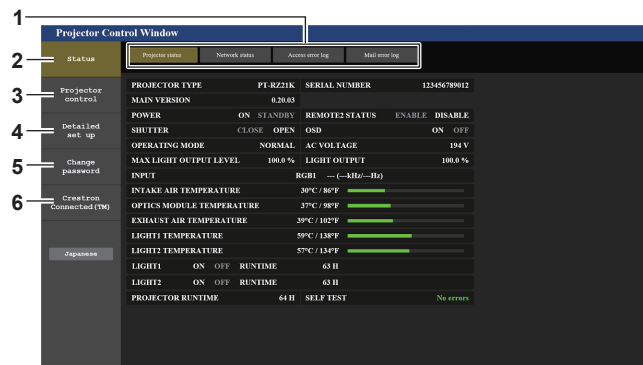 1
Projector Control Window
2
Status
Projector status Network status Access error log Mail error log
3
Projector
control
4
Detailed
set up
5
Change
password
6
Crestron
Connected(TM)
Japanese
PROJECTOR TYPE PT-RZ21K SERIAL NUMBER 123456789012
MAIN VERSION 0.20.03
POWER ON STANDBY REMOTE2 STATUS ENABLE DISABLE
SHUTTER CLOSE OPEN OSD ON OFF
OPERATING MODE NORMAL AC VOLTAGE 194 V
MAX LIGHT OUTPUT LEVEL 100.0 % LIGHT OUTPUT 100.0 %
INPUT RGB1 --- (---kHz/---Hz)
INTAKE AIR TEMPERATURE 30°C / 86°F
OPTICS MODULE TEMPERATURE 37°C / 98°F
EXHAUST AIR TEMPERATURE 39°C / 102°F
LIGHT1 TEMPERATURE 59°C / 138°F
LIGHT2 TEMPERATURE 57°C / 134°F
LIGHT1 ON OFF RUNTIME 63 H
LIGHT2 ON OFF RUNTIME 63 H
PROJECTOR RUNTIME 64 H SELF TEST No errors